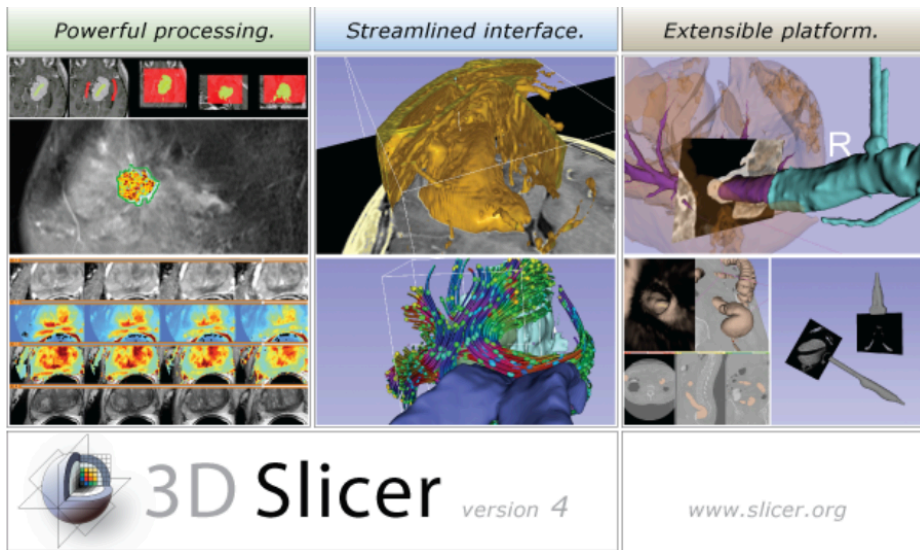 Powerful processing.
Streamlined interface.
Extensible platform.
R
3D Slicer version 4
www.slicer.org